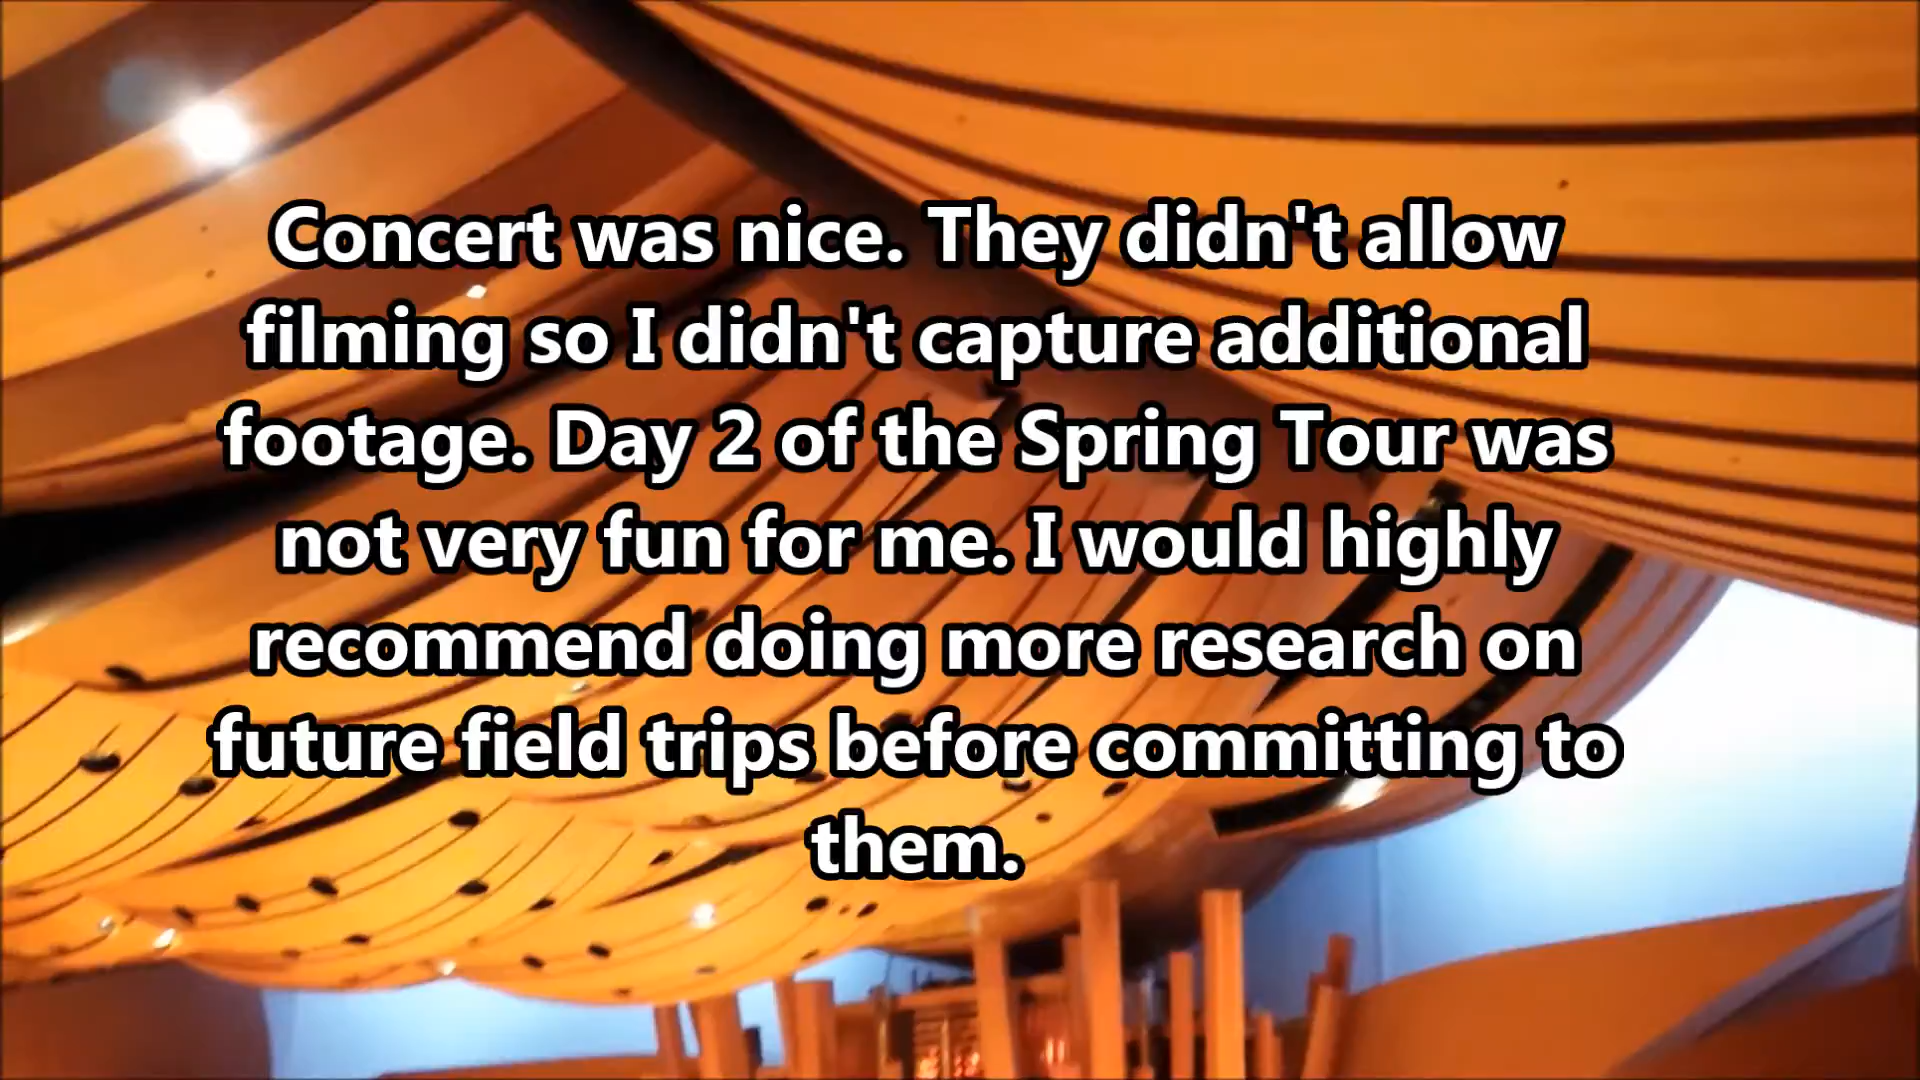 Concert was nice. They didn't allow
filming so I didn't capture additional
footage. Day 2 of the Spring Tour was
not very fun for me. I would highly
recommend doing more research on
future field trips before committing to
them.